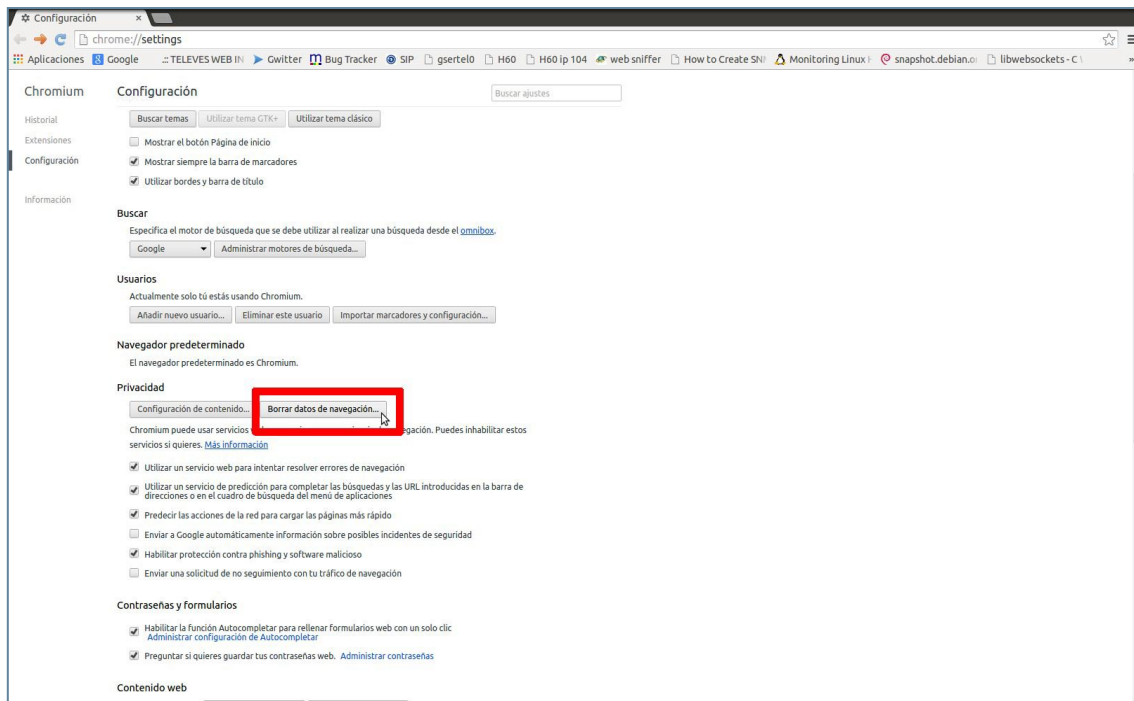 Configuración
chrome://settings
Aplicaciones Google .:: TELEVES WEB IN Gwitter Bug Tracker SIP gsertel0 H60 H60 ip 104 web sniffer How to Create SN Monitoring Linux snapshot.debian.o libwebsockets - C »
Chromium
Historial
Extensiones
Configuración
Información
Configuración
Buscar ajustes
Buscar temas Utilizar tema GTK+ Utilizar tema clásico
Mostrar el botón Página de inicio
Mostrar siempre la barra de marcadores
Utilizar bordes y barra de título
Buscar
Especifica el motor de búsqueda que se debe utilizar al realizar una búsqueda desde el omnibox.
Google Administrar motores de búsqueda...
Usuarios
Actualmente solo tú estás usando Chromium.
Añadir nuevo usuario... Eliminar este usuario Importar marcadores y configuración...
Navegador predeterminado
El navegador predeterminado es Chromium.
Privacidad
Configuración de contenido... Borrar datos de navegación...
Chromium puede usar servicios egación. Puedes inhabilitar estos
servicios si quieres. Más información
Utilizar un servicio web para intentar resolver errores de navegación
Utilizar un servicio de predicción para completar las búsquedas y las URL introducidas en la barra de
direcciones o en el cuadro de búsqueda del menú de aplicaciones
Predecir las acciones de la red para cargar las páginas más rápido
Enviar a Google automáticamente información sobre posibles incidentes de seguridad
Habilitar protección contra phishing y software malicioso
Enviar una solicitud de no seguimiento con tu tráfico de navegación
Contraseñas y formularios
Habilitar la función Autocompletar para rellenar formularios web con un solo clic
Administrar configuración de Autocompletar
Preguntar si quieres guardar tus contraseñas web. Administrar contraseñas
Contenido web